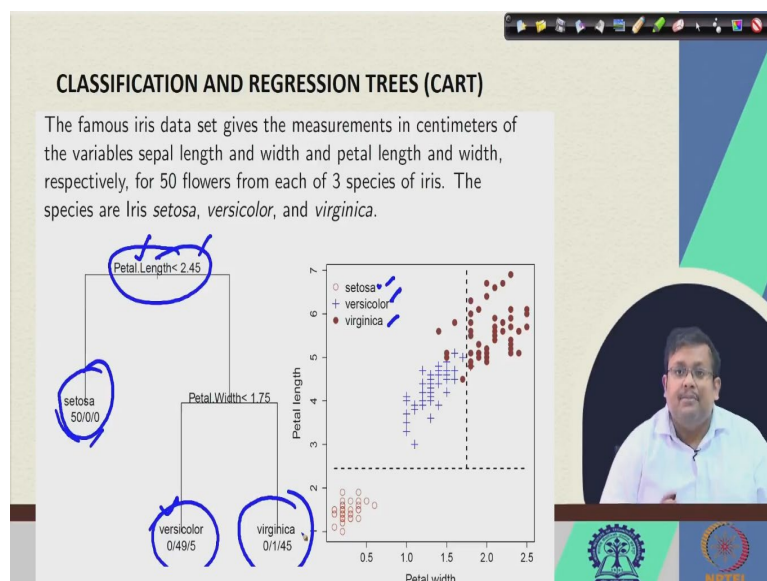 CLASSIFICATION AND REGRESSION TREES (CART)
The famous iris data set gives the measurements in centimeters of
the variables sepal length and width and petal length and width,
respectively, for 50 flowers from each of 3 species of iris. The
species are Iris setosa, versicolor, and virginica.
Petal.Length< 2.45
setosa
50/0/0
Petal.Width< 1.75
versicolor
0/49/5
virginica
0/1/45
setosa
versicolor
virginica
Petal length
7
6
5
4
3
2
1
0.5 1.0 1.5 2.0 2.5
Petal width
NPTEL